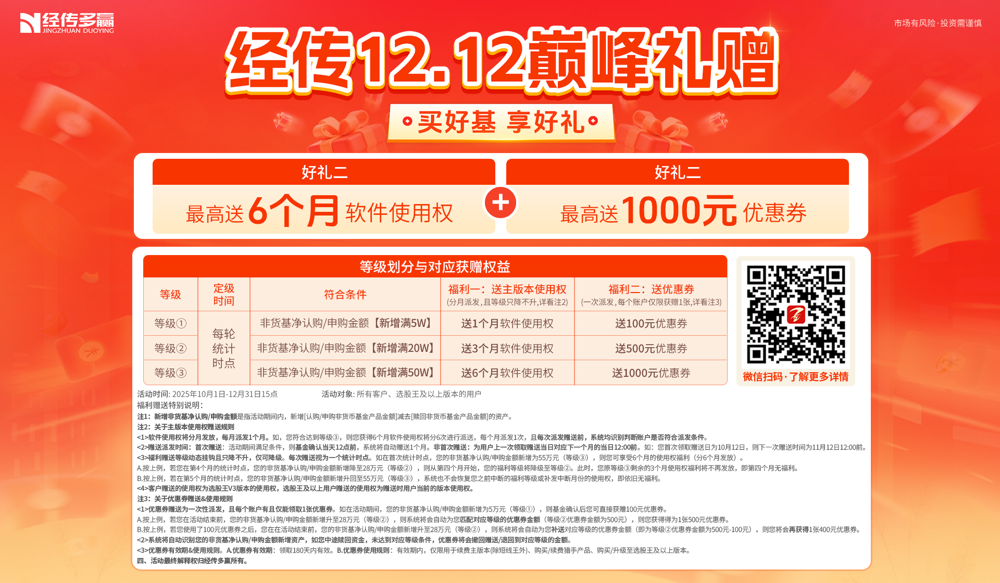 经传多赢
JINGZHUAN DUOYING
市场有风险·投资需谨慎
经传12.12巅峰礼赠
买好基 享好礼
好礼二
最高送6个月软件使用权
+
好礼二
最高送1000元优惠券
等级划分与对应获赠权益
等级
定级
时间
符合条件
福利一：送主版本使用权
(分月派发,且等级只降不升,详看注2)
福利二：送优惠券
(一次派发,每个账户仅限获赠1张,详看注3)
等级①
每轮
统计
时点
非货基净认购/申购金额【新增满5W】
送1个月软件使用权
送100元优惠券
等级②
非货基净认购/申购金额【新增满20W】
送3个月软件使用权
送500元优惠券
等级③
非货基净认购/申购金额【新增满50W】
送6个月软件使用权
送1000元优惠券
微信扫码·了解更多详情
活动时间: 2025年10月1日-12月31日15点
活动对象: 所有客户、选股王及以上版本的用户
福利赠送特别说明：
注1：新增非货基净认购/申购金额是指活动期间内，新增[认购/申购非货币基金产品金额]减去[赎回非货币基金产品金额]的资产。
注2：关于主版本使用权赠送规则
<1>软件使用权将分月发放，每月派发1个月。如，您符合达到等级③，则您获得6个月软件使用权将分6次进行派送，每个月派发1次，且每次派发赠送前，系统均识别判断账户是否符合派发条件。
<2>赠送派发时间：首次赠送：活动期间满足条件，则基金确认当天12点前，系统将自动赠送1个月。非首次赠送：为用户上一次领取赠送当日对应下一个月的当日12:00前。如：您首次领取赠送日为10月12日，则下一次赠送时间为11月12日12:00前。
<3>福利赠送等级动态挂钩且只降不升，仅可降级。每次赠送视为一个统计时点。如在首次统计时点，您的非货基净认购/申购金额新增为55万元（等级③），则您可享受6个月的使用权福利（分6个月发放）。
A.按上例，若您在第4个月的统计时点，您的非货基净认购/申购金额新增降至28万元（等级②），则从第四个月开始，您的福利等级将降级至等级②。此时，您原等级③剩余的3个月使用权福利将不再发放，即第四个月无福利。
B.按上例，若在第5个月的统计时点，您的非货基净认购/申购金额新增升回至55万元（等级③），系统也不会恢复您之前中断的福利等级或补发中断月份的使用权，即依旧无福利。
<4>客户赠送的使用权为选股王V3版本的使用权，选股王及以上用户赠送的使用权为赠送时用户当前的版本使用权。
注3：关于优惠券赠送&使用规则
<1>优惠券赠送为一次性派发，且每个账户有且仅能领取1张优惠券。如在活动期间，您的非货基净认购/申购金额新增为5万元（等级①），则基金确认后您可直接获赠100元优惠券。
A.按上例，若您在活动结束前，您的非货基净认购/申购金额新增升至28万元（等级②），则系统将会自动为您匹配对应等级的优惠券金额（等级②优惠券金额为500元），则您获得得为1张500元优惠券。
B.按上例，若您使用了100元优惠券之后，您在在活动结束前，您的非货基净认购/申购金额新增升至28万元（等级②），则系统将会自动为您补送对应等级的优惠券金额（即为等级②优惠券金额为500元-100元），则您将会再获得1张400元优惠券。
<2>系统将自动识别您的非货基净认购/申购金额新增资产，如您中途赎回资金，未达到对应等级条件，优惠券将会撤回赠送/退回到对应等级的金额。
<3>优惠券有效期&使用规则。A.优惠券有效期：领取180天内有效。B.优惠券使用规则：有效期内，仅限用于续费主版本(除短线王外)、购买/续费猎手产品、购买/升级至选股王及以上版本。
四、活动最终解释权归经传多赢所有。